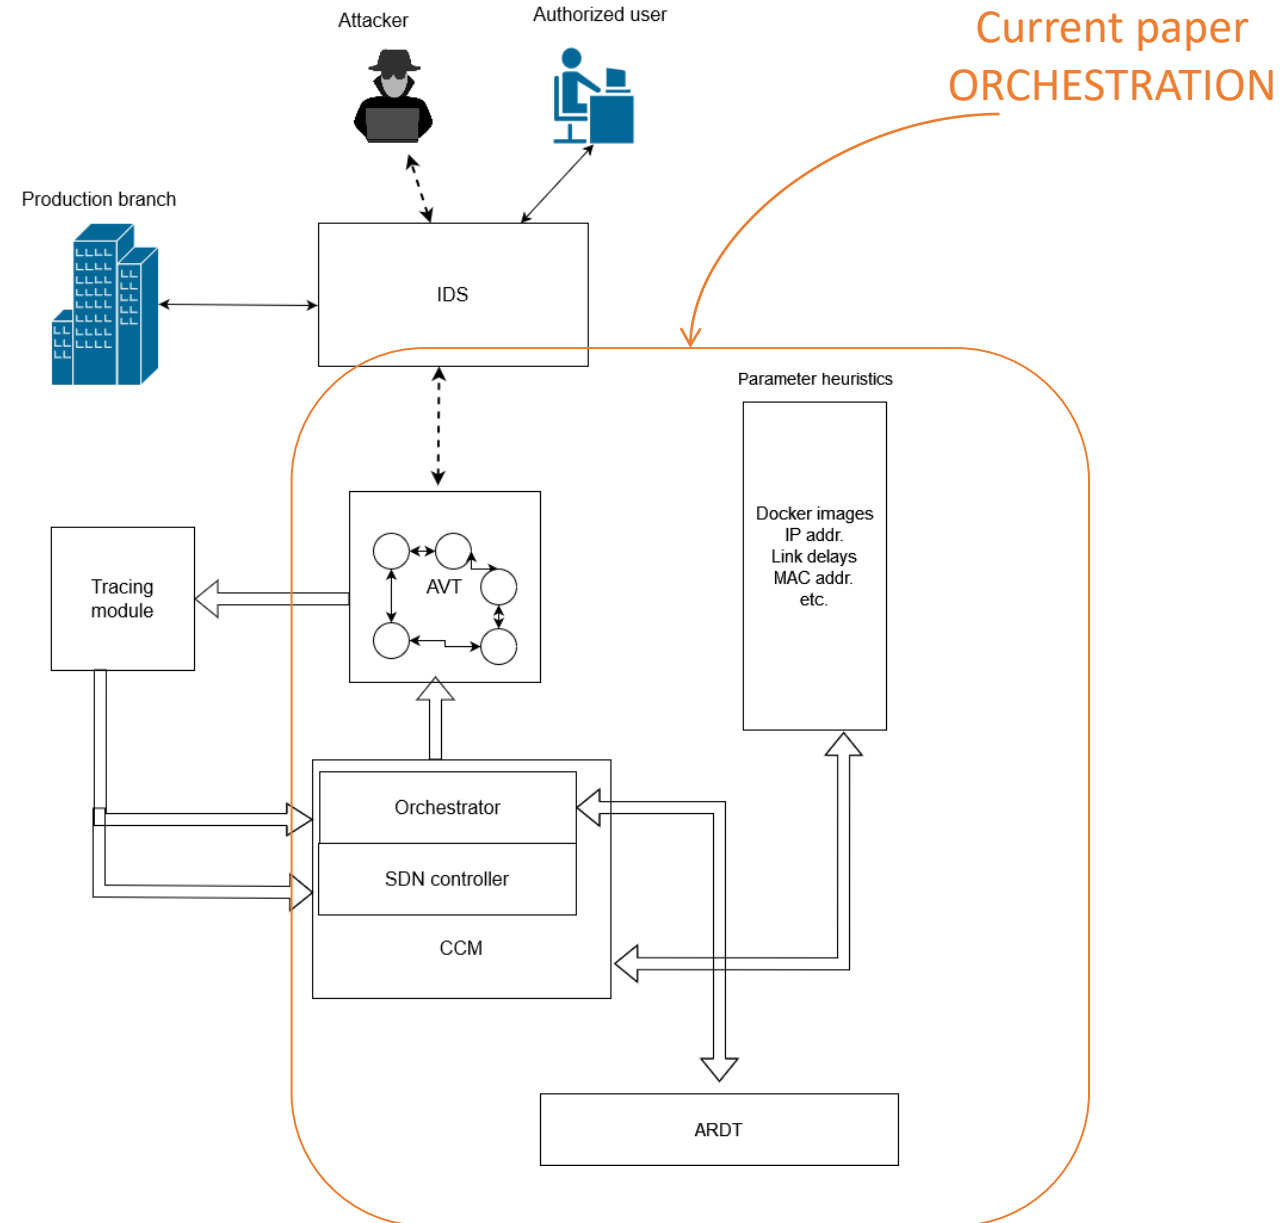 Current paper
ORCHESTRATION
Attacker
Authorized user
Production branch
IDS
Parameter heuristics
Docker images
IP addr.
Link delays
MAC addr.
etc.
Tracing
module
AVT
Orchestrator
SDN controller
CCM
ARDT